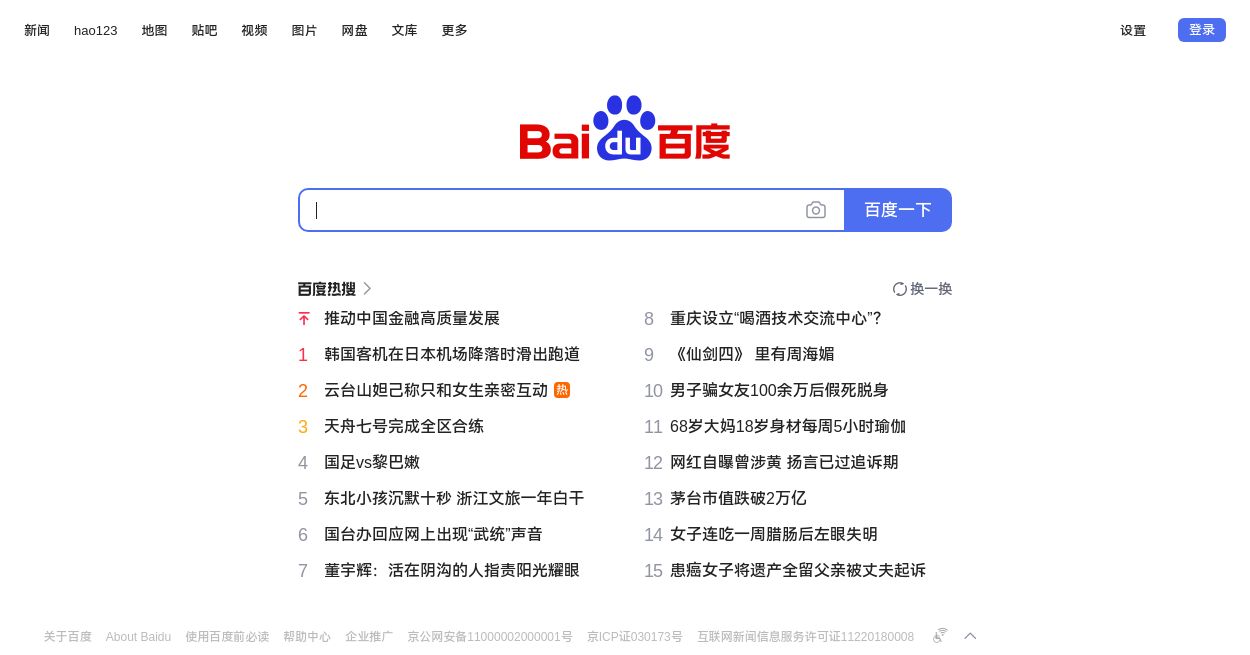 新闻 hao123 地图 贴吧 视频 图片 网盘 文库 更多 设置 登录
Bai du 百度
百度一下
百度热搜 换一换
推动中国金融高质量发展
1 韩国客机在日本机场降落时滑出跑道
2 云台山妲己称只和女生亲密互动 热
3 天舟七号完成全区合练
4 国足vs黎巴嫩
5 东北小孩沉默十秒 浙江文旅一年白干
6 国台办回应网上出现“武统”声音
7 董宇辉：活在阴沟的人指责阳光耀眼
8 重庆设立“喝酒技术交流中心”？
9 《仙剑四》 里有周海媚
10 男子骗女友100余万后假死脱身
11 68岁大妈18岁身材每周5小时瑜伽
12 网红自曝曾涉黄 扬言已过追诉期
13 茅台市值跌破2万亿
14 女子连吃一周腊肠后左眼失明
15 患癌女子将遗产全留父亲被丈夫起诉
关于百度 About Baidu 使用百度前必读 帮助中心 企业推广 京公网安备11000002000001号 京ICP证030173号 互联网新闻信息服务许可证11220180008